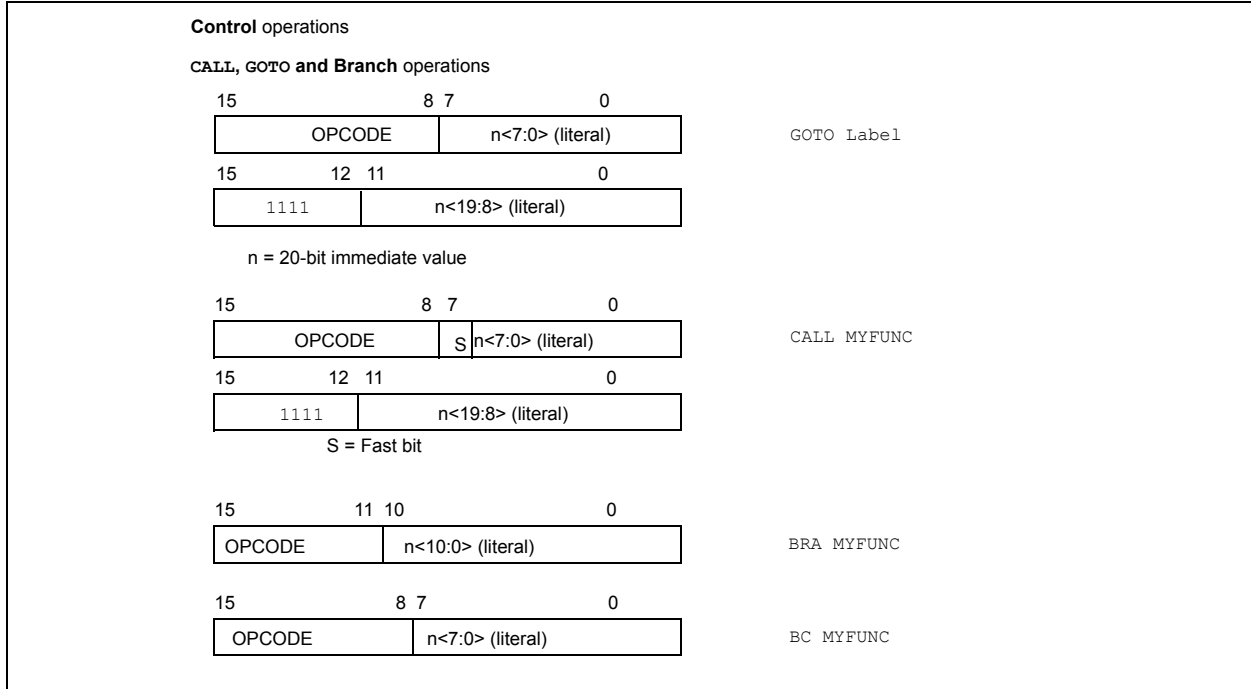 Control operations
CALL, GOTO and Branch operations
15 8 7 0
OPCODE n<7:0> (literal) GOTO Label
15 12 11 0
1111 n<19:8> (literal)
n = 20-bit immediate value
15 8 7 0
OPCODE S n<7:0> (literal) CALL MYFUNC
15 12 11 0
1111 n<19:8> (literal)
S = Fast bit
15 11 10 0
OPCODE n<10:0> (literal) BRA MYFUNC
15 8 7 0
OPCODE n<7:0> (literal) BC MYFUNC